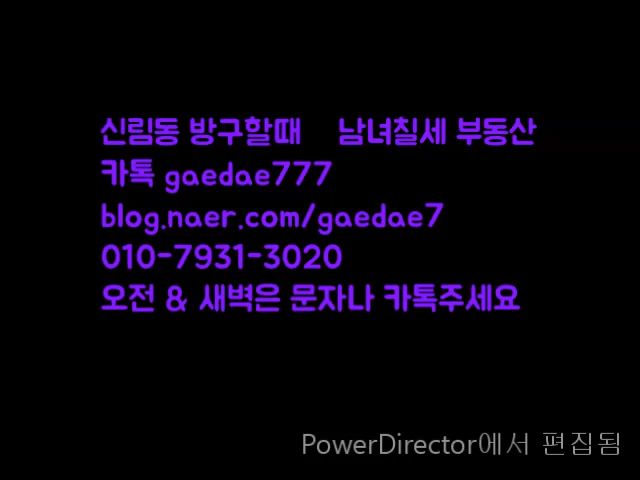 신림동 방구할때 남녀칠세 부동산
카톡 gaedae777
blog.naer.com/gaedae7
010-7931-3020
오전 & 새벽은 문자나 카톡주세요
PowerDirector에서 편집됨